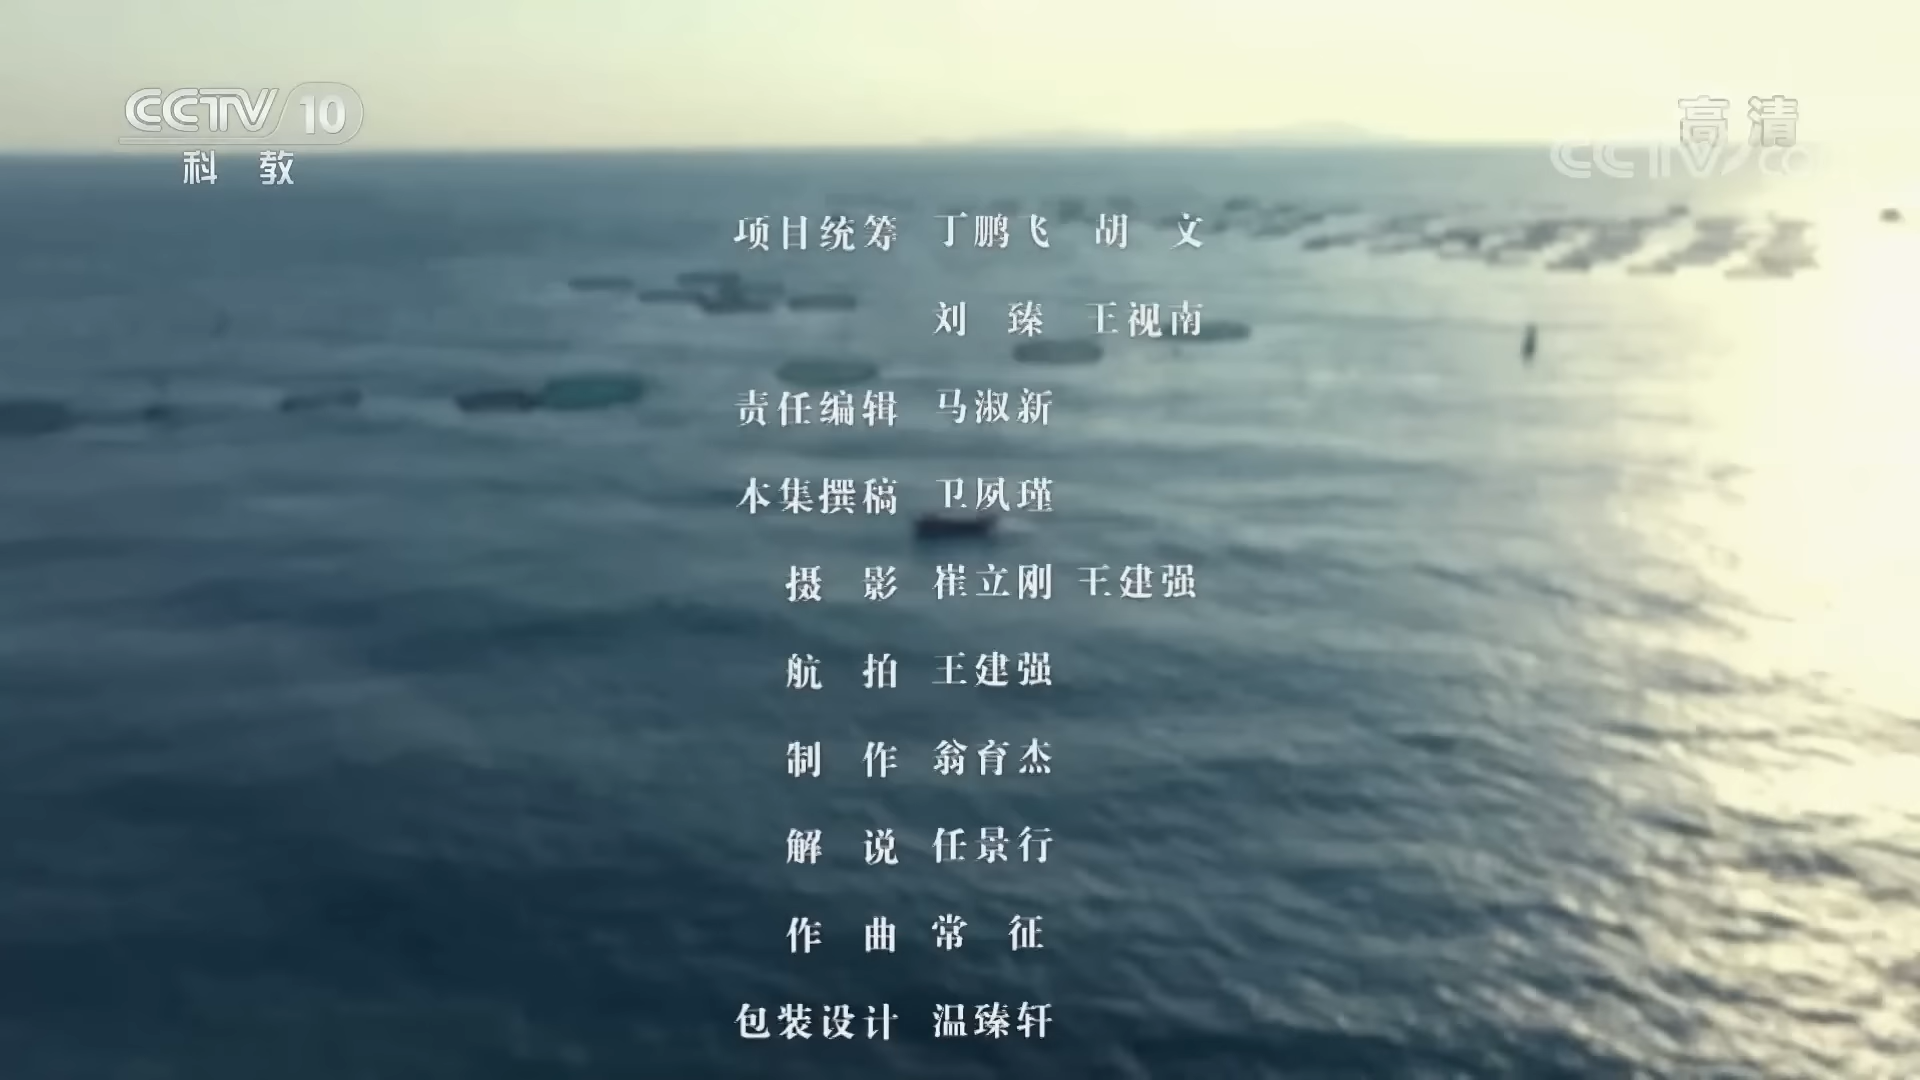 CCTV 10
科 教
高 清
CCTV
项目统筹 丁鹏飞 胡 文
刘 臻 王视南
责任编辑 马淑新
本集撰稿 卫夙瑾
摄 影 崔立刚 王建强
航 拍 王建强
制 作 翁育杰
解 说 任景行
作 曲 常 征
包装设计 温臻轩